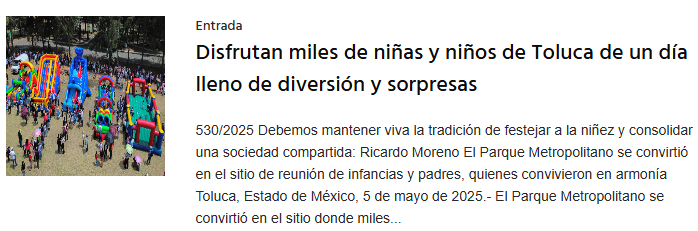 Entrada
Disfrutan miles de niñas y niños de Toluca de un día
lleno de diversión y sorpresas
530/2025 Debemos mantener viva la tradición de festejar a la niñez y consolidar
una sociedad compartida: Ricardo Moreno El Parque Metropolitano se convirtió
en el sitio de reunión de infancias y padres, quienes convivieron en armonía
Toluca, Estado de México, 5 de mayo de 2025.- El Parque Metropolitano se
convirtió en el sitio donde miles...